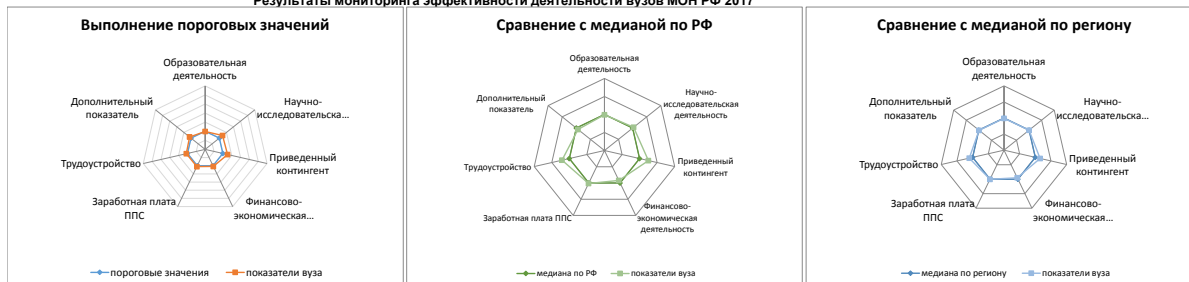 Результаты мониторинга эффективности деятельности вузов МОН РФ 2017
Выполнение пороговых значений
Образовательная
деятельность
Научно-
исследовательска...
Приведенный
контингент
Финансово-
экономическая...
Заработная плата
ППС
Трудоустройство
Дополнительный
показатель
пороговые значения
показатели вуза
Сравнение с медианой по РФ
Образовательная
деятельность
Научно-
исследовательская
деятельность
Приведенный
контингент
Финансово-
экономическая
деятельность
Заработная плата ППС
Трудоустройство
Дополнительный
показатель
медиана по РФ
показатели вуза
Сравнение с медианой по региону
Образовательная
деятельность
Научно-
исследовательска...
Приведенный
контингент
Финансово-
экономическая...
Заработная плата
ППС
Трудоустройство
Дополнительный
показатель
медиана по региону
показатели вуза